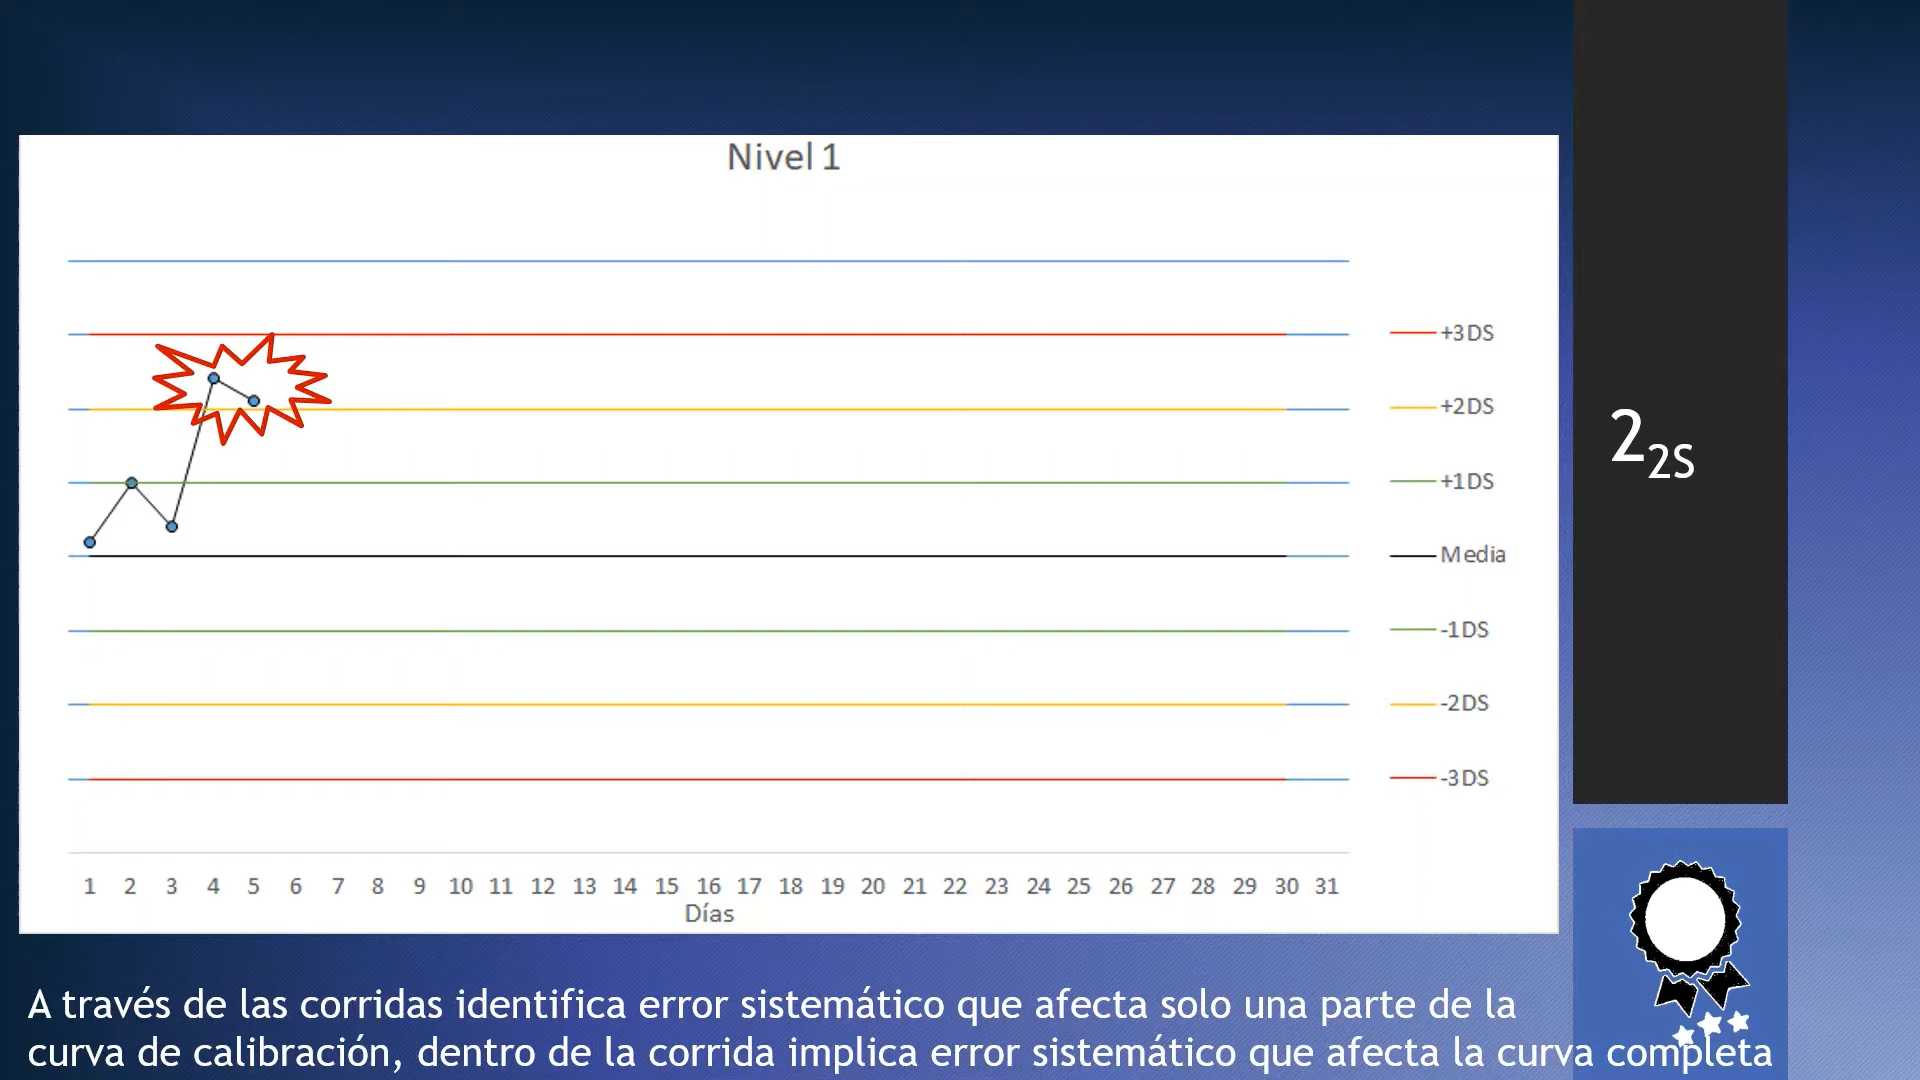 Nivel 1
+3DS
+2DS
+1DS
Media
-1DS
-2DS
-3DS
1 2 3 4 5 6 7 8 9 10 11 12 13 14 15 16 17 18 19 20 21 22 23 24 25 26 27 28 29 30 31
Días
2 2S
A través de las corridas identifica error sistemático que afecta solo una parte de la
curva de calibración, dentro de la corrida implica error sistemático que afecta la curva completa